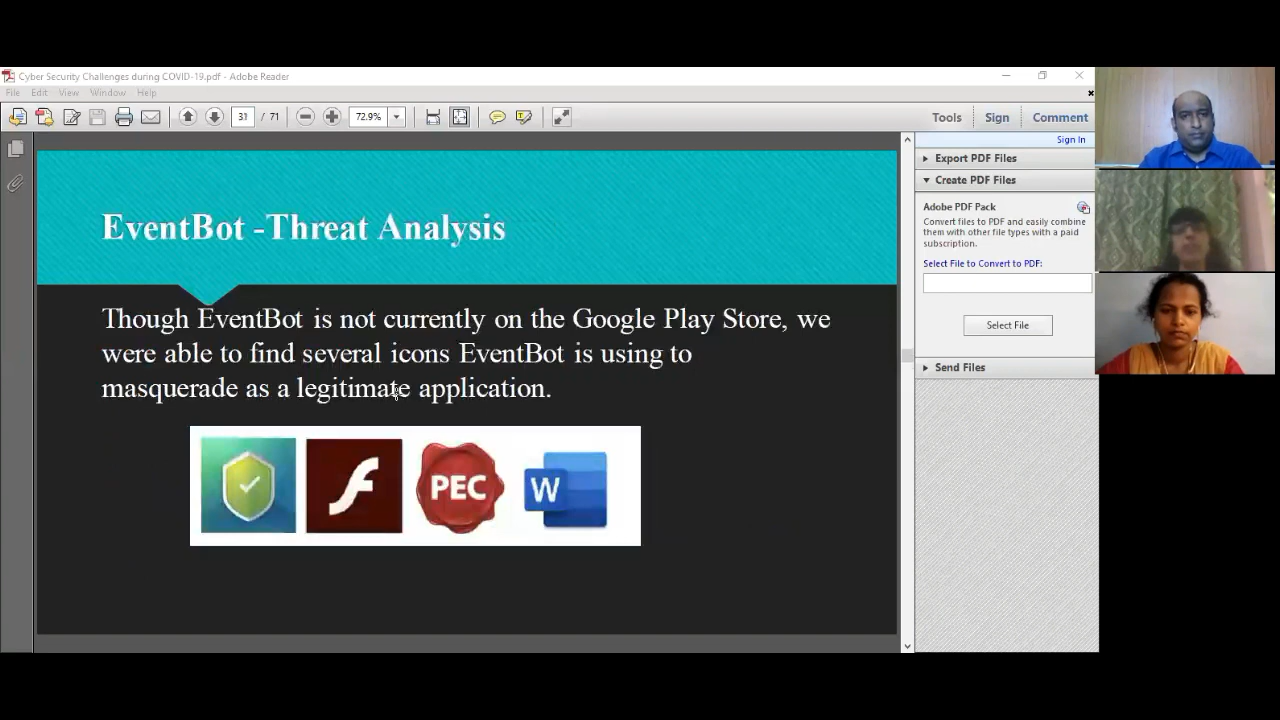 Cyber Security Challenges during COVID-19.pdf - Adobe Reader
File Edit View Window Help
31 / 71
72.9%
Tools Sign Comment
Sign In
Export PDF Files
Create PDF Files
Adobe PDF Pack
Convert files to PDF and easily combine
them with other file types with a paid
subscription.
Select File to Convert to PDF:
Select File
Send Files
EventBot -Threat Analysis
Though EventBot is not currently on the Google Play Store, we
were able to find several icons EventBot is using to
masquerade as a legitimate application.
PEC
W